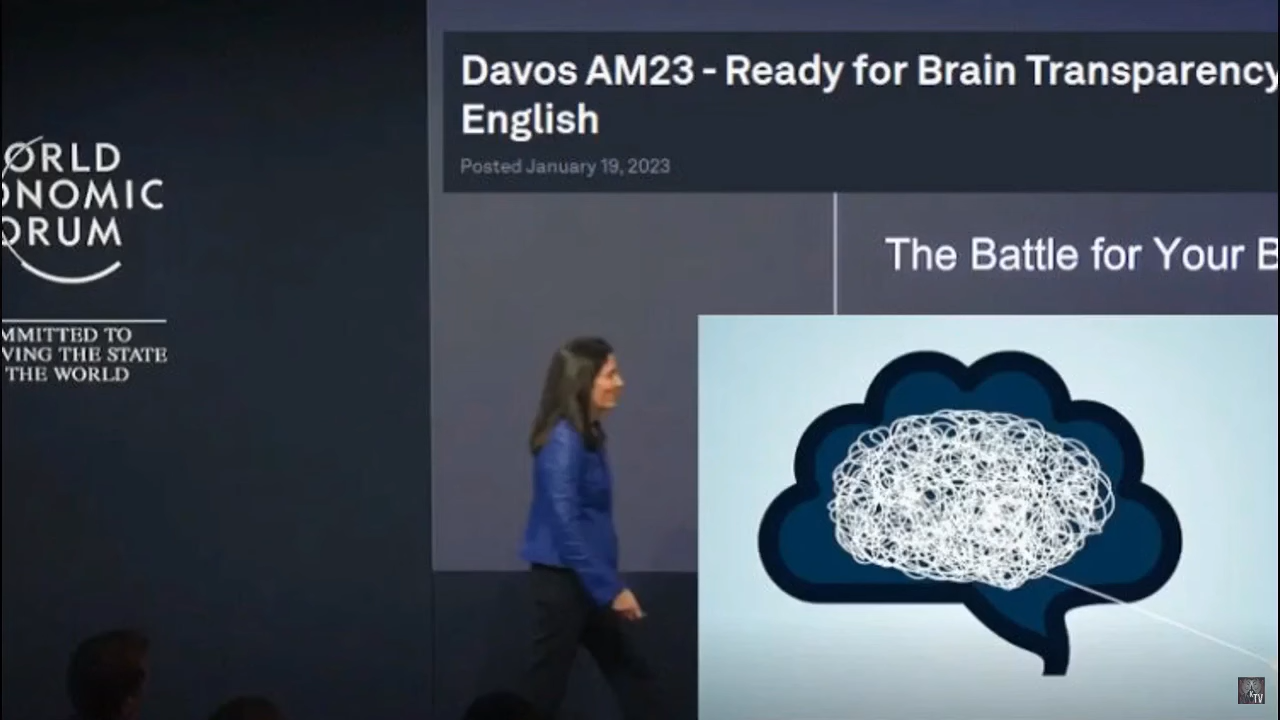 ORLD
ONOMIC
ORUM
MMITTED TO
VING THE STATE
THE WORLD
Davos AM23 - Ready for Brain Transparency
English
Posted January 19, 2023
The Battle for Your B
TV